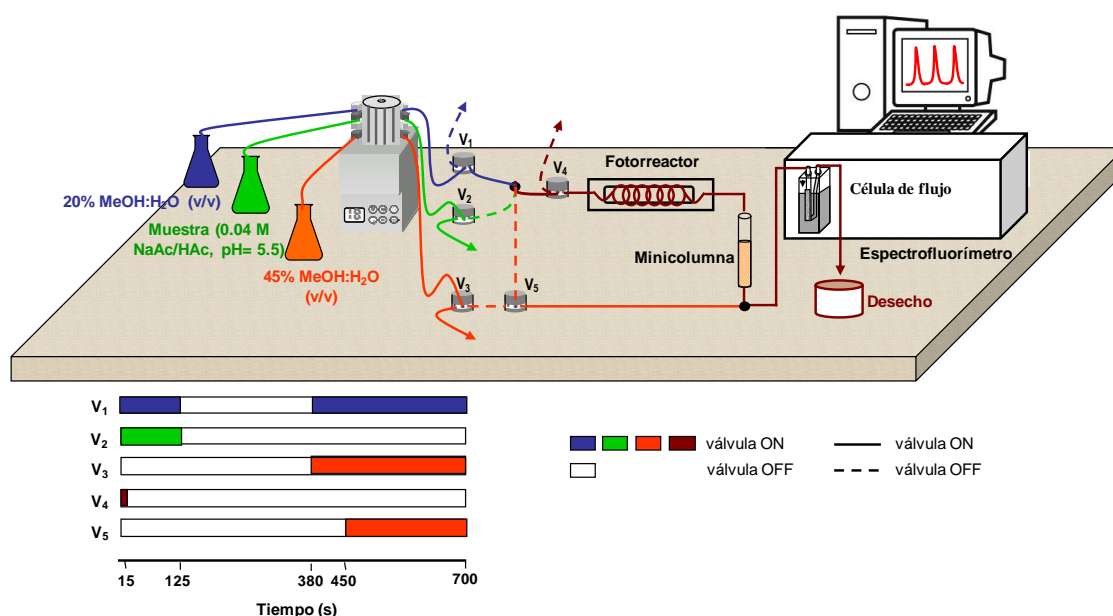 V1
V4
Fotorreactor
V2
Célula de flujo
20% MeOH:H2O (v/v)
Muestra (0.04 M
NaAc/HAc, pH= 5.5)
45% MeOH:H2O
(v/v)
Minicolumna
Espectrofluorímetro
V3
V5
Desecho
V1
V2
V3
V4
V5
válvula ON
válvula ON
válvula OFF
válvula OFF
15
125
380
450
700
Tiempo (s)